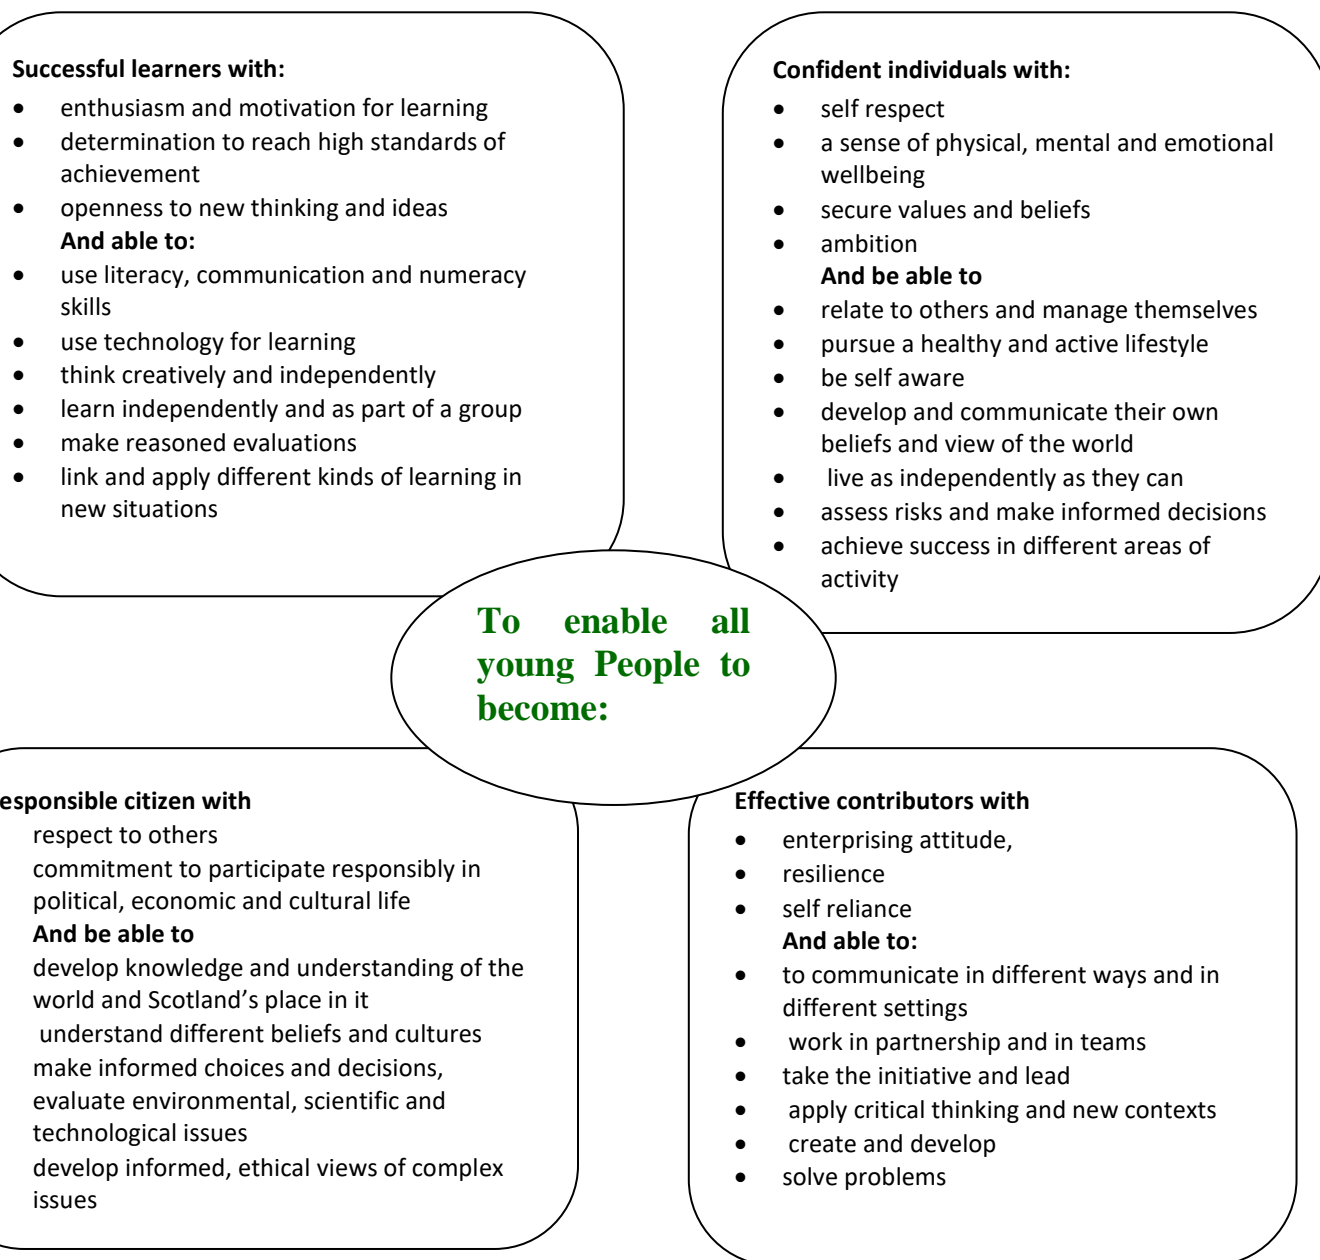 Successful learners with:
• enthusiasm and motivation for learning
• determination to reach high standards of
achievement
• openness to new thinking and ideas
And able to:
• use literacy, communication and numeracy
skills
• use technology for learning
• think creatively and independently
• learn independently and as part of a group
• make reasoned evaluations
• link and apply different kinds of learning in
new situations
Confident individuals with:
• self respect
• a sense of physical, mental and emotional
wellbeing
• secure values and beliefs
• ambition
And be able to
• relate to others and manage themselves
• pursue a healthy and active lifestyle
• be self aware
• develop and communicate their own
beliefs and view of the world
• live as independently as they can
• assess risks and make informed decisions
• achieve success in different areas of
activity
To enable all
young People to
become:
esponsible citizen with
respect to others
commitment to participate responsibly in
political, economic and cultural life
And be able to
develop knowledge and understanding of the
world and Scotland’s place in it
understand different beliefs and cultures
make informed choices and decisions,
evaluate environmental, scientific and
technological issues
develop informed, ethical views of complex
issues
Effective contributors with
• enterprising attitude,
• resilience
• self reliance
And able to:
• to communicate in different ways and in
different settings
• work in partnership and in teams
• take the initiative and lead
• apply critical thinking and new contexts
• create and develop
• solve problems